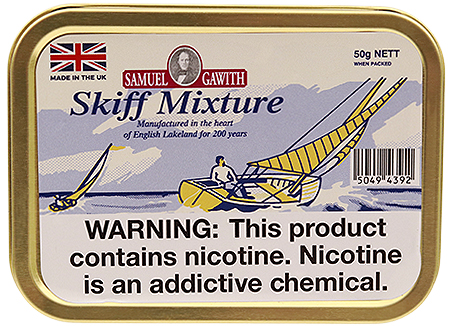 MADE IN THE UK
SAMUEL GAWITH
50g NETT
WHEN PACKED
Skiff Mixture
Manufactured in the heart
of English Lakeland for 200 years
5049 4392
WARNING: This product
contains nicotine. Nicotine
is an addictive chemical.